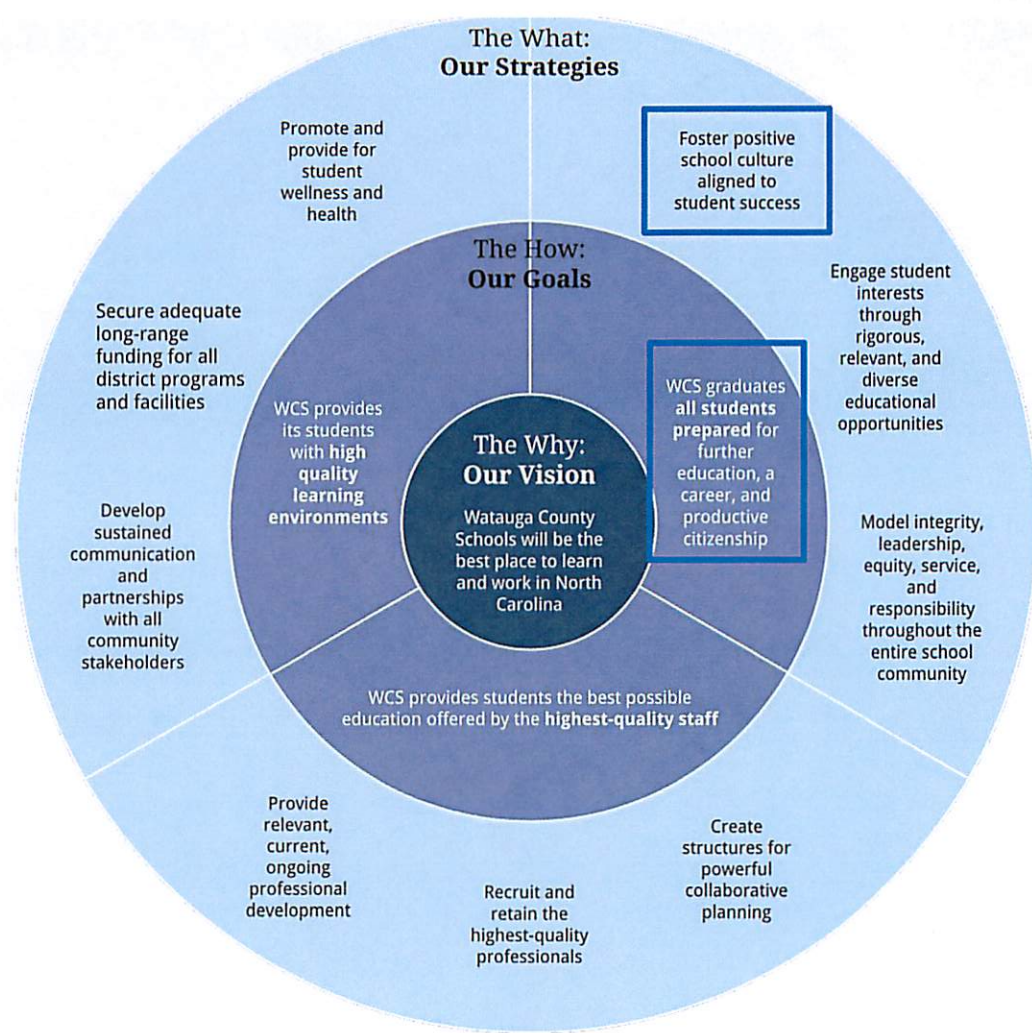 The What:
Our Strategies
Promote and
provide for
student
wellness and
health
Foster positive
school culture
aligned to
student success
The How:
Our Goals
Engage student
interests
through
rigorous,
relevant, and
diverse
educational
opportunities
Secure adequate
long-range
funding for all
district programs
and facilities
WCS provides
its students
with high
quality
learning
environments
The Why:
Our Vision
Watauga County
Schools will be the
best place to learn
and work in North
Carolina
WCS graduates
all students
prepared for
further
education, a
career, and
productive
citizenship
Develop
sustained
communication
and
partnerships
with all
community
stakeholders
Model integrity,
leadership,
equity, service,
and
responsibility
throughout the
entire school
community
WCS provides students the best possible
education offered by the highest-quality staff
Provide
relevant,
current,
ongoing
professional
development
Recruit and
retain the
highest-quality
professionals
Create
structures for
powerful
collaborative
planning